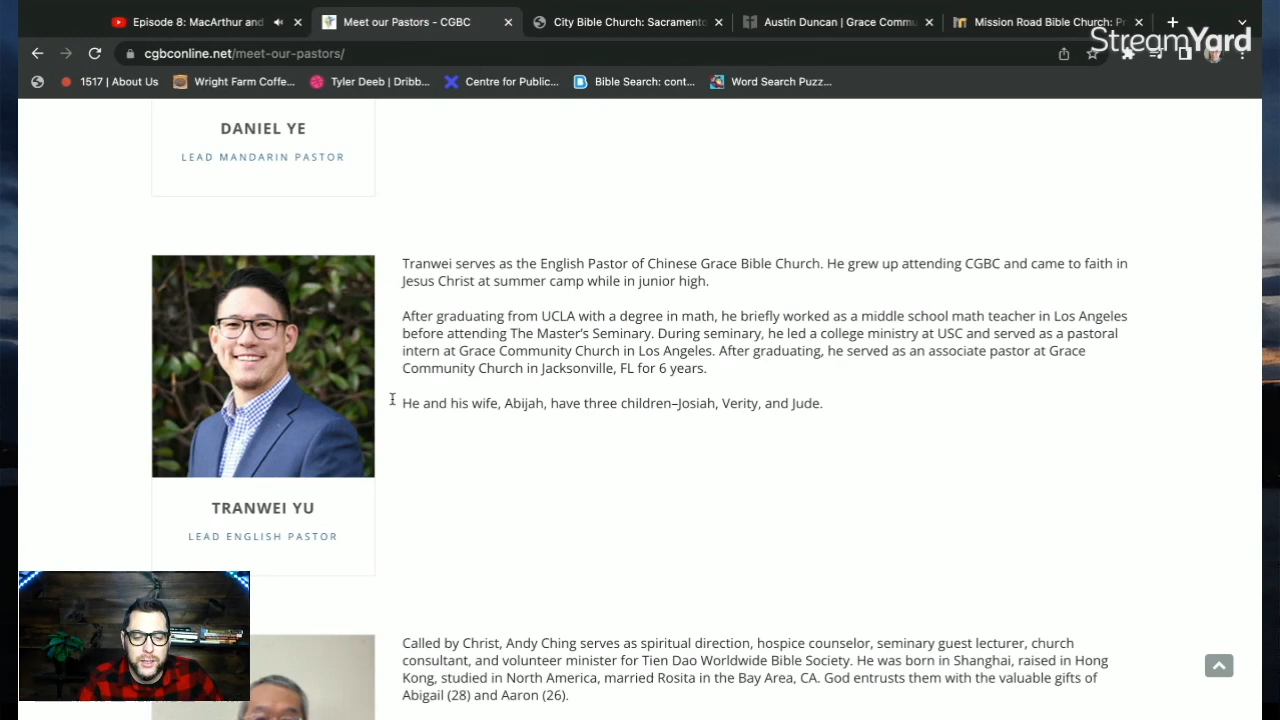 Episode 8: MacArthur and
Meet our Pastors - CGBC
City Bible Church: Sacramento
Austin Duncan | Grace Commu
Mission Road Bible Church: Pr
StreamYard
cgbconline.net/meet-our-pastors/
1517 | About Us
Wright Farm Coffe...
Tyler Deeb | Dribb...
Centre for Public...
Bible Search: cont...
Word Search Puzz...
DANIEL YE
LEAD MANDARIN PASTOR
Tranwei serves as the English Pastor of Chinese Grace Bible Church. He grew up attending CGBC and came to faith in
Jesus Christ at summer camp while in junior high.
After graduating from UCLA with a degree in math, he briefly worked as a middle school math teacher in Los Angeles
before attending The Master's Seminary. During seminary, he led a college ministry at USC and served as a pastoral
intern at Grace Community Church in Los Angeles. After graduating, he served as an associate pastor at Grace
Community Church in Jacksonville, FL for 6 years.
He and his wife, Abijah, have three children–Josiah, Verity, and Jude.
TRANWEI YU
LEAD ENGLISH PASTOR
Called by Christ, Andy Ching serves as spiritual direction, hospice counselor, seminary guest lecturer, church
consultant, and volunteer minister for Tien Dao Worldwide Bible Society. He was born in Shanghai, raised in Hong
Kong, studied in North America, married Rosita in the Bay Area, CA. God entrusts them with the valuable gifts of
Abigail (28) and Aaron (26).